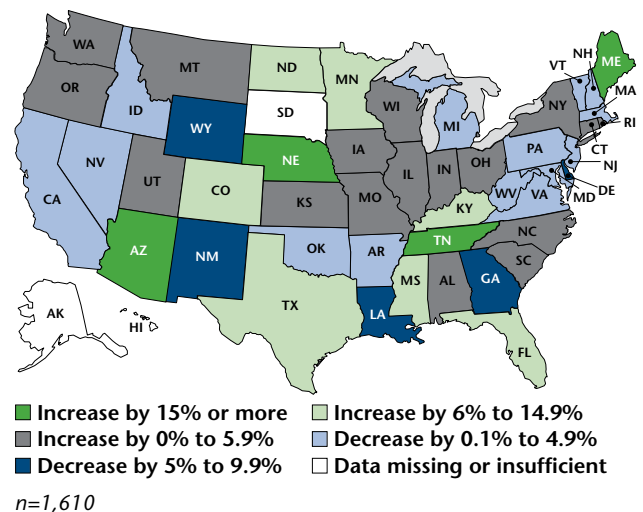 WA
NH
ME
VT
ND
MT
MN
OR
MA
ID
SD
WI
NY
RI
WY
MI
CT
PA
IA
NJ
NE
NV
OH
IN
IL
DE
UT
CO
WV
VA
MD
CA
KS
MO
KY
NC
TN
AZ
OK
NM
AR
SC
MS
AL
GA
TX
LA
AK
HI
FL
Increase by 15% or more
Increase by 6% to 14.9%
Increase by 0% to 5.9%
Decrease by 0.1% to 4.9%
Decrease by 5% to 9.9%
Data missing or insufficient
n=1,610